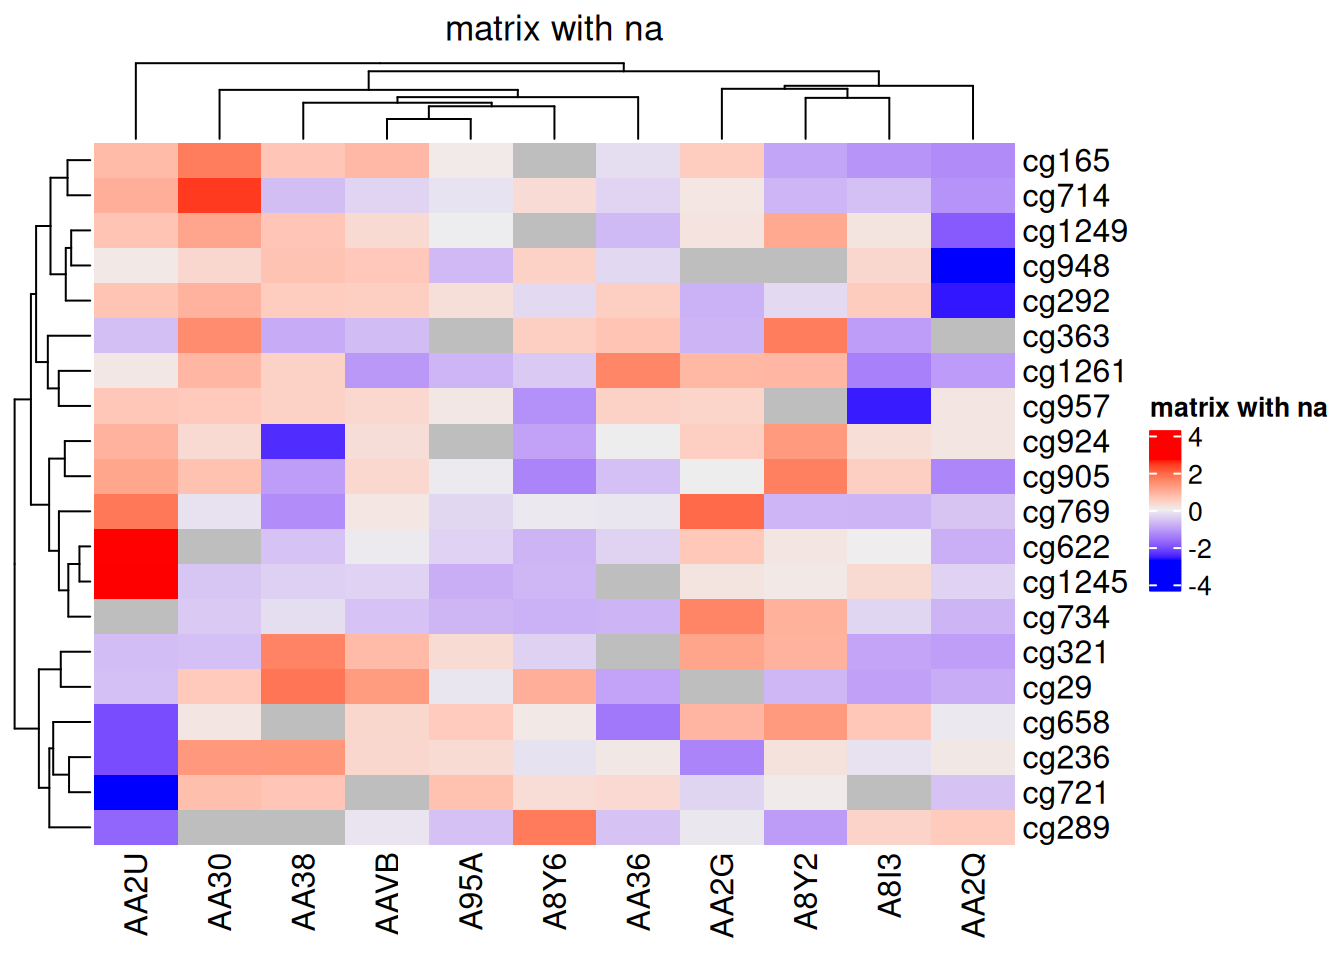 matrix with na
cg165
cg714
cg1249
cg948
cg292
cg363
cg1261
cg957
cg924
cg905
cg769
cg622
cg1245
cg734
cg321
cg29
cg658
cg236
cg721
cg289
AA2U
AA30
AA38
AAVB
A95A
A8Y6
AA36
AA2G
A8Y2
A8I3
AA2Q
matrix with na
4
2
0
-2
-4